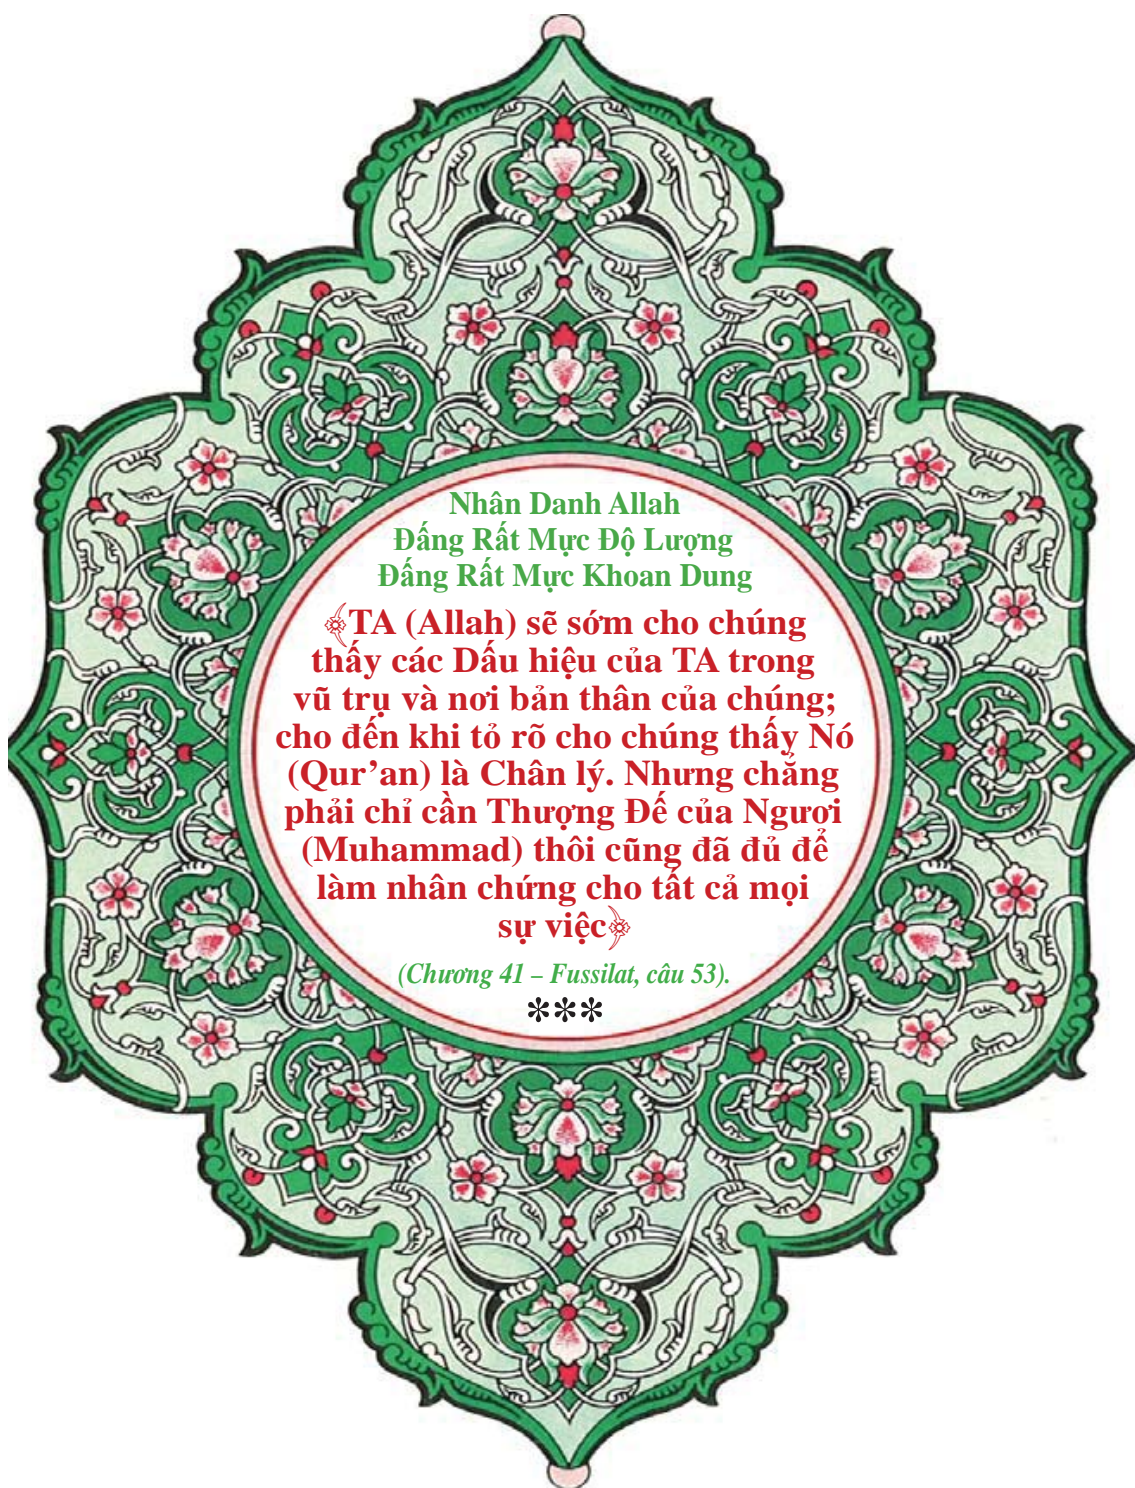 Nhân Danh Allah
Đấng Rất Mực Độ Lượng
Đấng Rất Mực Khoan Dung
﴾TA (Allah) sẽ sớm cho chúng
thấy các Dấu hiệu của TA trong
vũ trụ và nơi bản thân của chúng;
cho đến khi tỏ rõ cho chúng thấy Nó
(Qur’an) là Chân lý. Nhưng chẳng
phải chỉ cần Thượng Đế của Ngươi
(Muhammad) thôi cũng đã đủ để
làm nhân chứng cho tất cả mọi
sự việc﴿
(Chương 41 – Fussilat, câu 53).
***